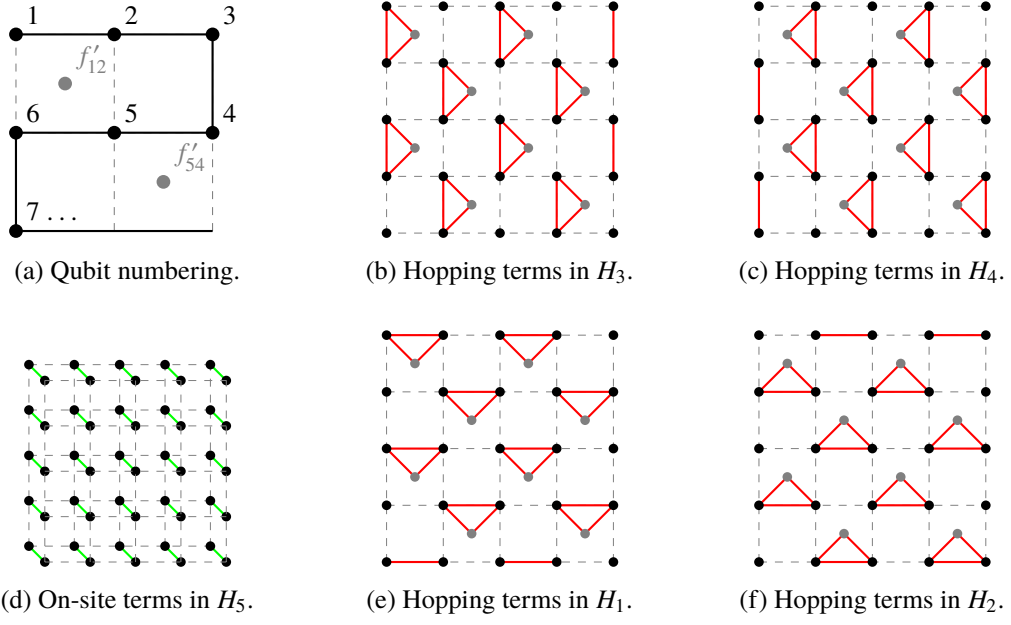 1 2 3
f′12
6 5 4
f′54
7 …
(a) Qubit numbering.
(b) Hopping terms in H3.
(c) Hopping terms in H4.
(d) On-site terms in H5.
(e) Hopping terms in H1.
(f) Hopping terms in H2.